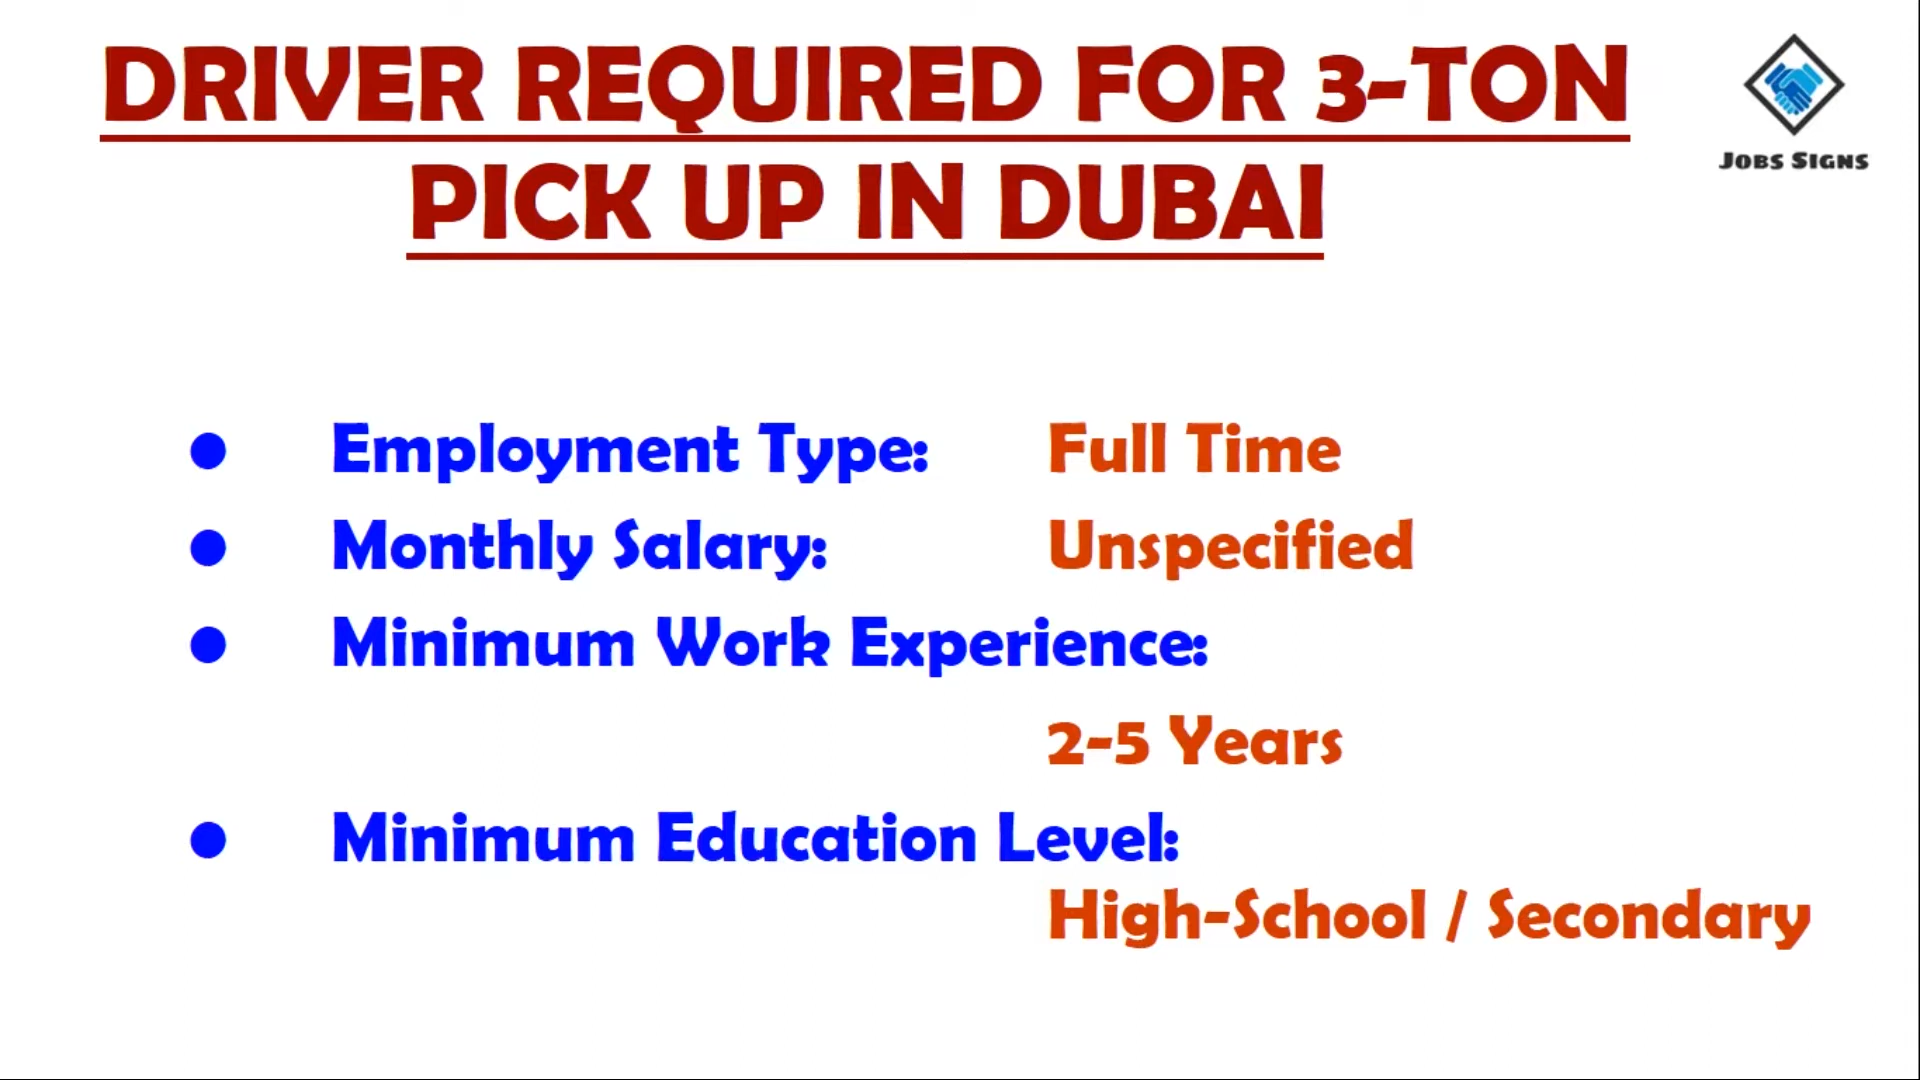 DRIVER REQUIRED FOR 3-TON
PICK UP IN DUBAI
JOBS SIGNS
● Employment Type: Full Time
● Monthly Salary: Unspecified
● Minimum Work Experience:
2-5 Years
● Minimum Education Level:
High-School / Secondary